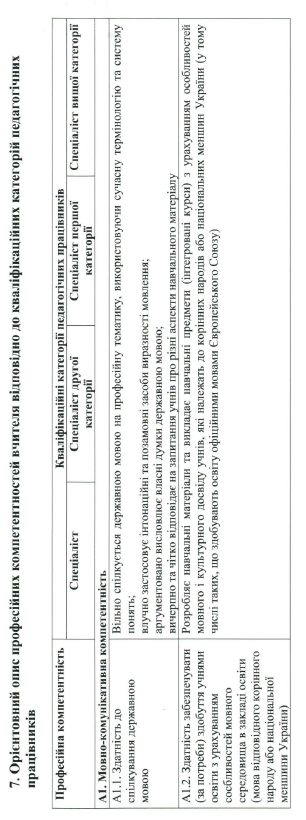 7. Орієнтовний опис професійних компетентностей вчителя відповідно до кваліфікаційних категорій педагогічних
працівників
Професійна компетентність
Кваліфікаційні категорії педагогічних працівників
Спеціаліст
Спеціаліст другої
категорії
Спеціаліст першої
категорії
Спеціаліст вищої категорії
А1. Мовно-комунікативна компетентність
А1.1. Здатність до
спілкування державною
мовою
Вільно спілкується державною мовою на професійну тематику, використовуючи сучасну термінологію та систему
понять;
влучно застосовує інтонаційні та позамовні засоби виразності мовлення;
аргументовано висловлює власні думки державною мовою;
вичерпно та чітко відповідає на запитання учнів про різні аспекти навчального матеріалу
А1.2. Здатність забезпечувати
(за потреби) здобуття учнями
освіти з урахуванням
особливостей мовного
середовища в закладі освіти
(мова відповідного корінного
народу або національної
меншини України)
Розробляє навчальні матеріали та викладає навчальні предмети (інтегровані курси) з урахуванням особливостей
мовного і культурного досвіду учнів, які належать до корінних народів або національних меншин України (у тому
числі таких, що здобувають освіту офіційними мовами Європейського Союзу)